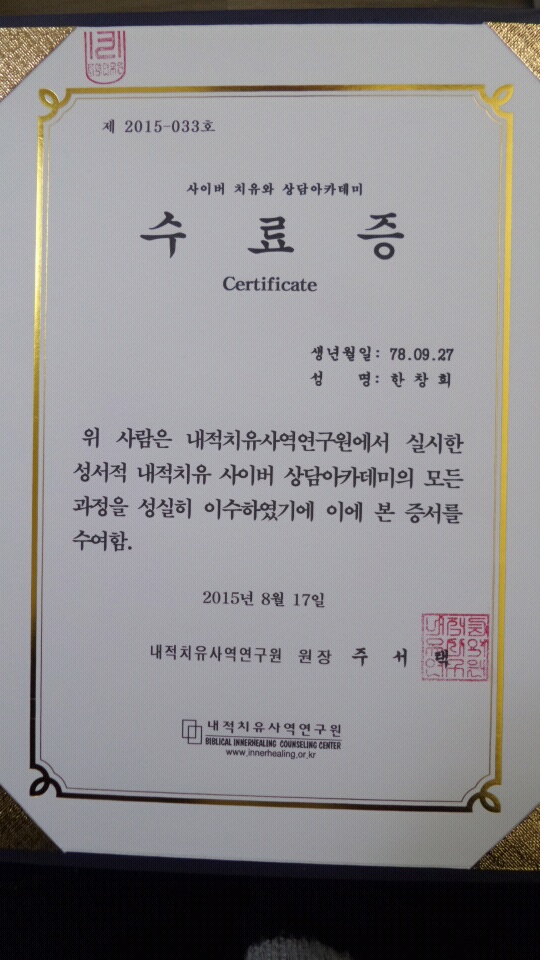 제 2015-033호
사이버 치유와 상담아카데미
수 료 증
Certificate
생년월일: 78.09.27
성 명: 한창희
위 사람은 내적치유사역연구원에서 실시한
성서적 내적치유 사이버 상담아카데미의 모든
과정을 성실히 이수하였기에 이에 본 증서를
수여함.
2015년 8월 17일
내적치유사역연구원 원장 주 서 택
내적치유사역연구원
BIBLICAL INNERHEALING COUNSELING CENTER
www.innerhealing.or.kr